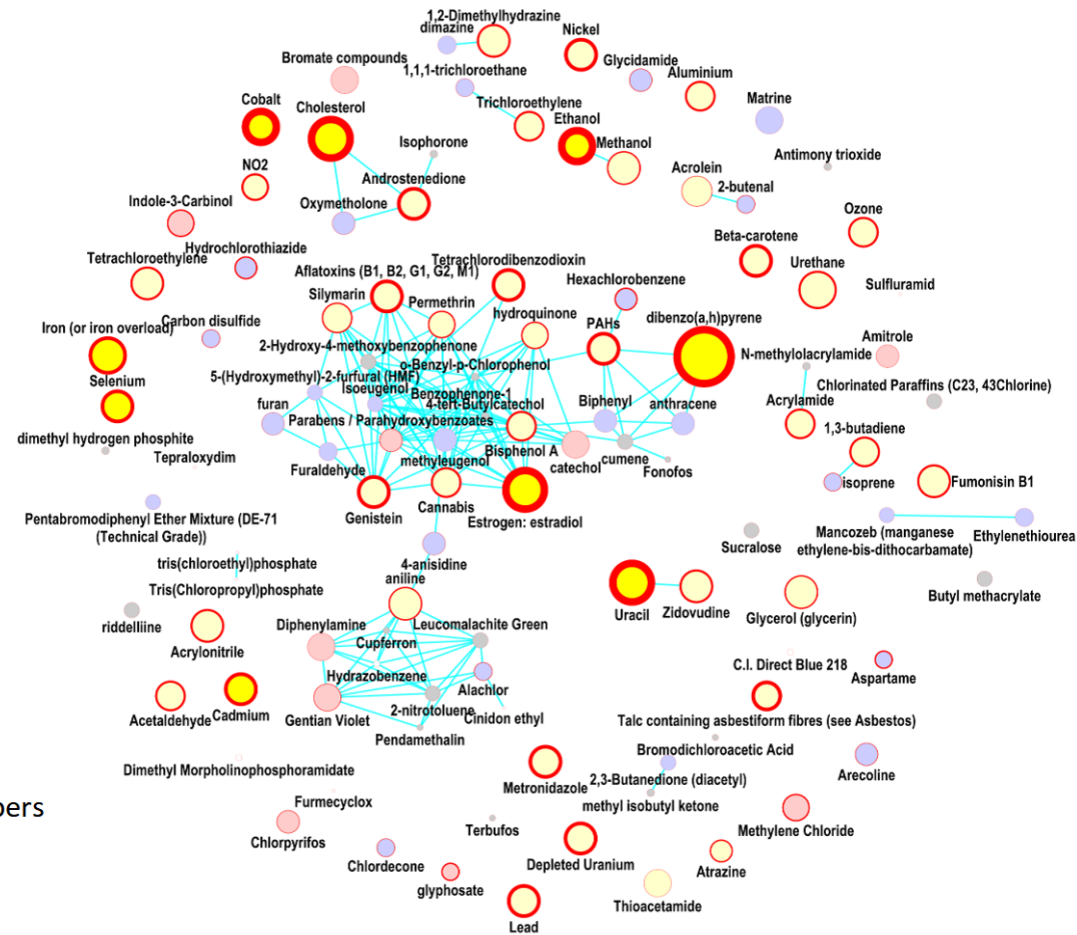 1,2-Dimethylhydrazine
dimazine
Nickel
Bromate compounds
Glycidamide
1,1,1-trichloroethane
Aluminium
Cobalt
Cholesterol
Trichloroethylene
Matrine
Ethanol
Isophorone
Methanol
Antimony trioxide
NO2
Acrolein
Androstenedione
2-butenal
Indole-3-Carbinol
Oxymetholone
Ozone
Beta-carotene
Hydrochlorothiazide
Tetrachloroethylene
Tetrachlorodibenzodioxin
Urethane
Aflatoxins (B1, B2, G1, G2, M1)
Hexachlorobenzene
Sulfluramid
Silymarin
Permethrin
hydroquinone
dibenzo(a,h)pyrene
Carbon disulfide
PAHs
Iron (or iron overload)
Amitrole
2-Hydroxy-4-methoxybenzophenone
N-methylolacrylamide
o-Benzyl-p-Chlorophenol
5-(Hydroxymethyl)-2-furfural (HMF)
Selenium
Isoeugenol
Benzophenone-1
Chlorinated Paraffins (C23, 43Chlorine)
furan
4-tert-Butylcatechol
Biphenyl
anthracene
Acrylamide
Parabens / Parahydroxybenzoates
1,3-butadiene
dimethyl hydrogen phosphite
Bisphenol A
Tepraloxydim
methyleugenol
catechol
cumene
Furaldehyde
Fonofos
isoprene
Fumonisin B1
Cannabis
Genistein
Estrogen: estradiol
Pentabromodiphenyl Ether Mixture (DE-71
(Technical Grade))
Mancozeb (manganese
ethylene-bis-dithocarbamate)
Ethylenethiourea
Sucralose
tris(chloroethyl)phosphate
4-anisidine
aniline
Tris(Chloropropyl)phosphate
Butyl methacrylate
Uracil
Zidovudine
Glycerol (glycerin)
riddelliine
Diphenylamine
Leucomalachite Green
Cupferron
Acrylonitrile
C.I. Direct Blue 218
Hydrazobenzene
Aspartame
Alachlor
2-nitrotoluene
Cinidon ethyl
Acetaldehyde
Cadmium
Gentian Violet
Talc containing asbestiform fibres (see Asbestos)
Pendamethalin
Bromodichloroacetic Acid
Dimethyl Morpholinophosphoramidate
Arecoline
2,3-Butanedione (diacetyl)
Metronidazole
Furmecyclox
methyl isobutyl ketone
pers
Terbufos
Methylene Chloride
Chlorpyrifos
Chlordecone
Depleted Uranium
Atrazine
glyphosate
Thioacetamide
Lead